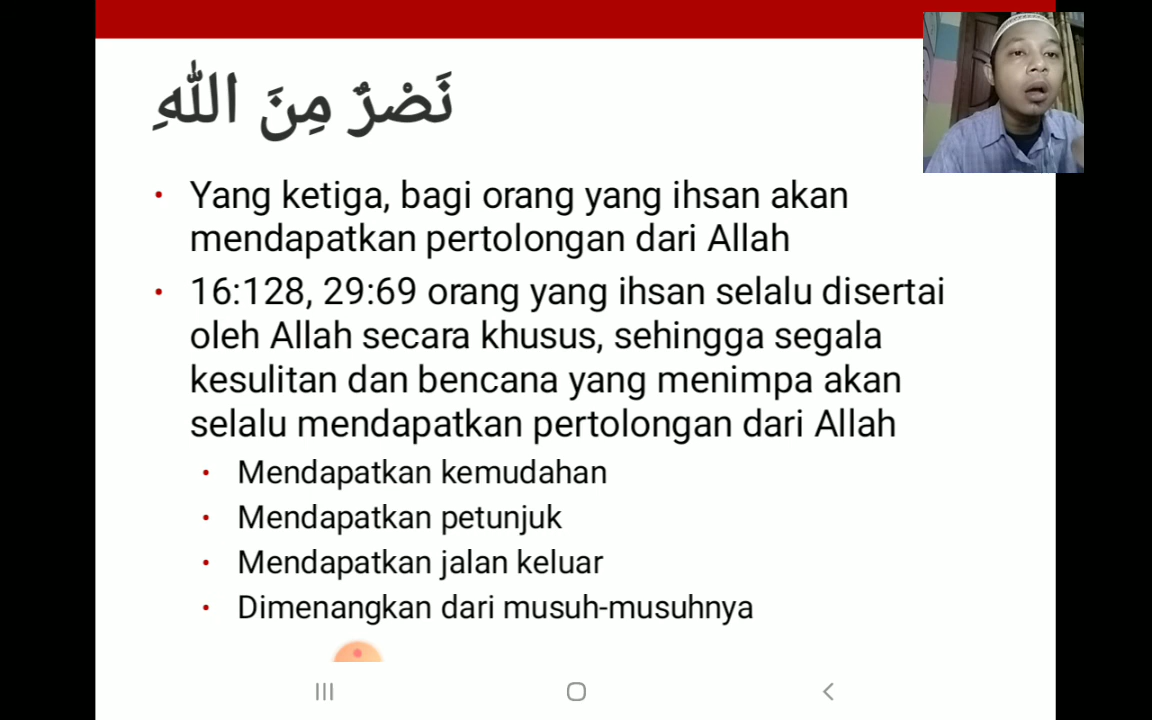 نَصْرٌ مِنَ اللهِ
• Yang ketiga, bagi orang yang ihsan akan
mendapatkan pertolongan dari Allah
• 16:128, 29:69 orang yang ihsan selalu disertai
oleh Allah secara khusus, sehingga segala
kesulitan dan bencana yang menimpa akan
selalu mendapatkan pertolongan dari Allah
• Mendapatkan kemudahan
• Mendapatkan petunjuk
• Mendapatkan jalan keluar
• Dimenangkan dari musuh-musuhnya